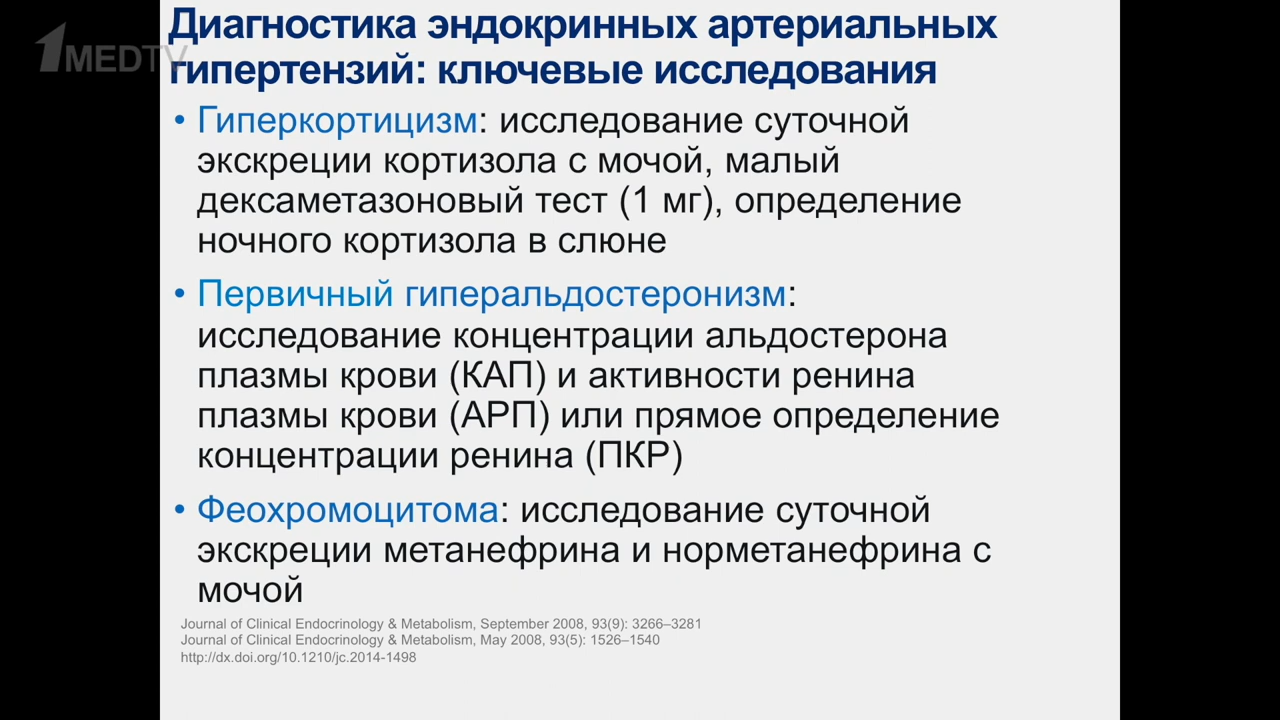 Диагностика эндокринных артериальных
гипертензий: ключевые исследования
1MEDTV
• Гиперкортицизм: исследование суточной
экскреции кортизола с мочой, малый
дексаметазоновый тест (1 мг), определение
ночного кортизола в слюне
• Первичный гиперальдостеронизм:
исследование концентрации альдостерона
плазмы крови (КАП) и активности ренина
плазмы крови (АРП) или прямое определение
концентрации ренина (ПКР)
• Феохромоцитома: исследование суточной
экскреции метанефрина и норметанефрина с
мочой
Journal of Clinical Endocrinology & Metabolism, September 2008, 93(9): 3266–3281
Journal of Clinical Endocrinology & Metabolism, May 2008, 93(5): 1526–1540
http://dx.doi.org/10.1210/jc.2014-1498